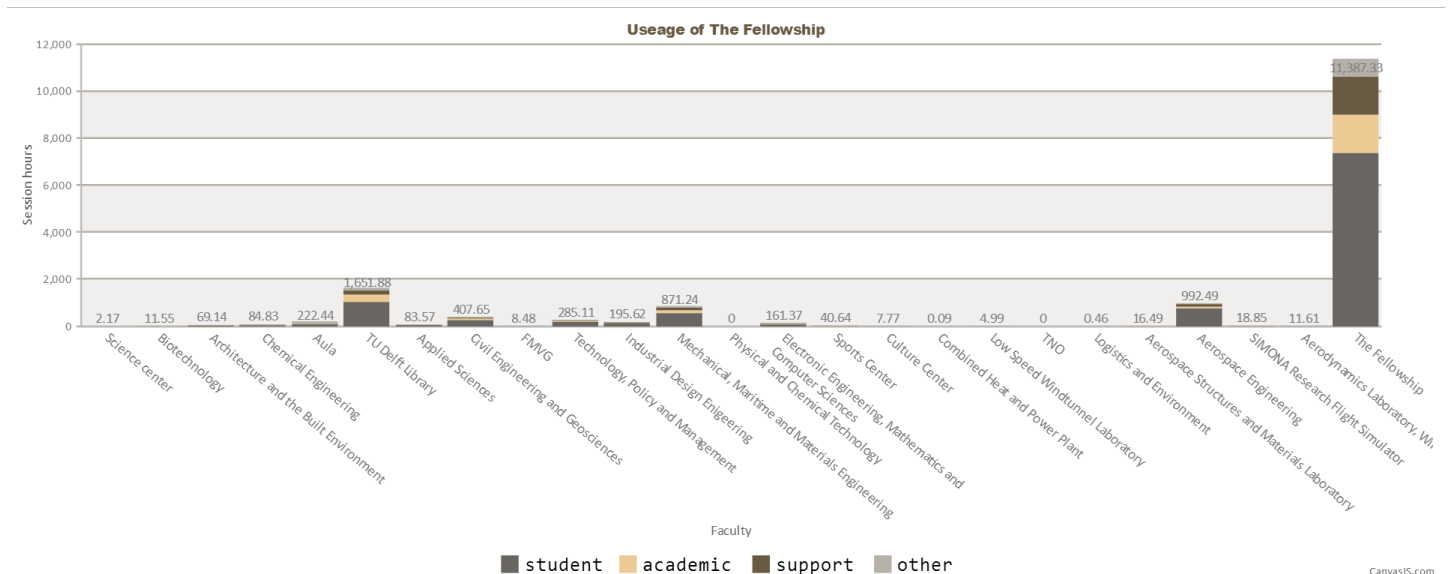 Useage of The Fellowship
12,000
10,000
8,000
6,000
4,000
2,000
0
Session hours
2.17
11.55
69.14
84.83
222.44
1,651.88
83.57
407.65
8.48
285.11
195.62
871.24
0
161.37
40.64
7.77
0.09
4.99
0
0.46
16.49
992.49
18.85
11.61
11,387.33
Science center
Biotechnology
Architecture and the Built Environment
Chemical Engineering
Aula
TU Delft library
Applied Sciences
Civil Engineering and Geosciences
FMVG
Technology, Policy and Management
Industrial Design Enigeering
Mechanical, Maritime and Materials Engineering
Physical and Chemical Technology
Electronic Engineering, Mathematics and
Computer Sciences
Sports Center
Culture Center
Combined Heat and Power Plant
Low Speed Windtunnel Laboratory
TNO
Logistics and Environment
Aerospace Structures and Materials Laboratory
Aerospace Engineering
SIMONA Research Flight Simulator
Aerodynamics Laboratory,
The Fellowship
Faculty
student academic support other
CanvasJS.com